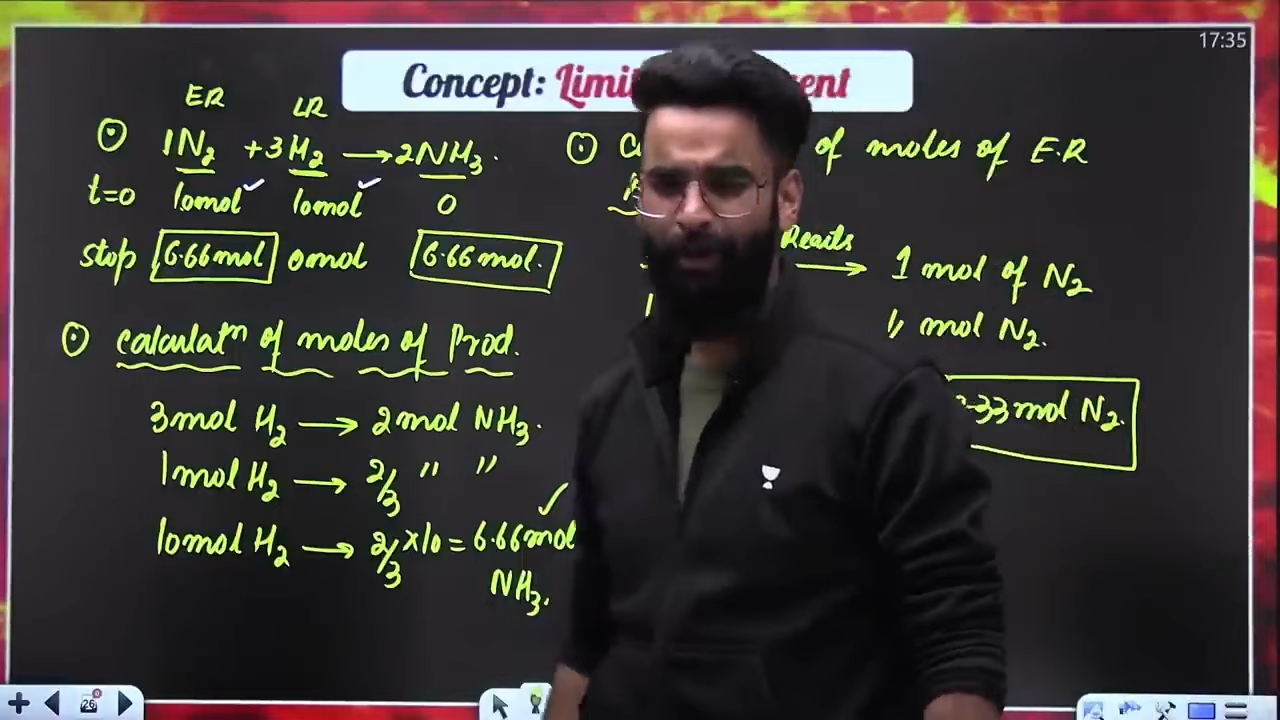 17:35
Concept: Limi ent
ER LR
1N2 + 3H2 → 2NH3.
t=0 10mol 10mol 0
stop 6.66mol 0mol 6.66mol.
calculatn of moles of Prod.
3mol H2 → 2mol NH3.
1mol H2 → 2/3 " "
10mol H2 → 2/3 × 10 = 6.66mol
NH3.
of moles of E.R
Reacts
→ 1 mol of N2
mol N2.
.33mol N2.
26